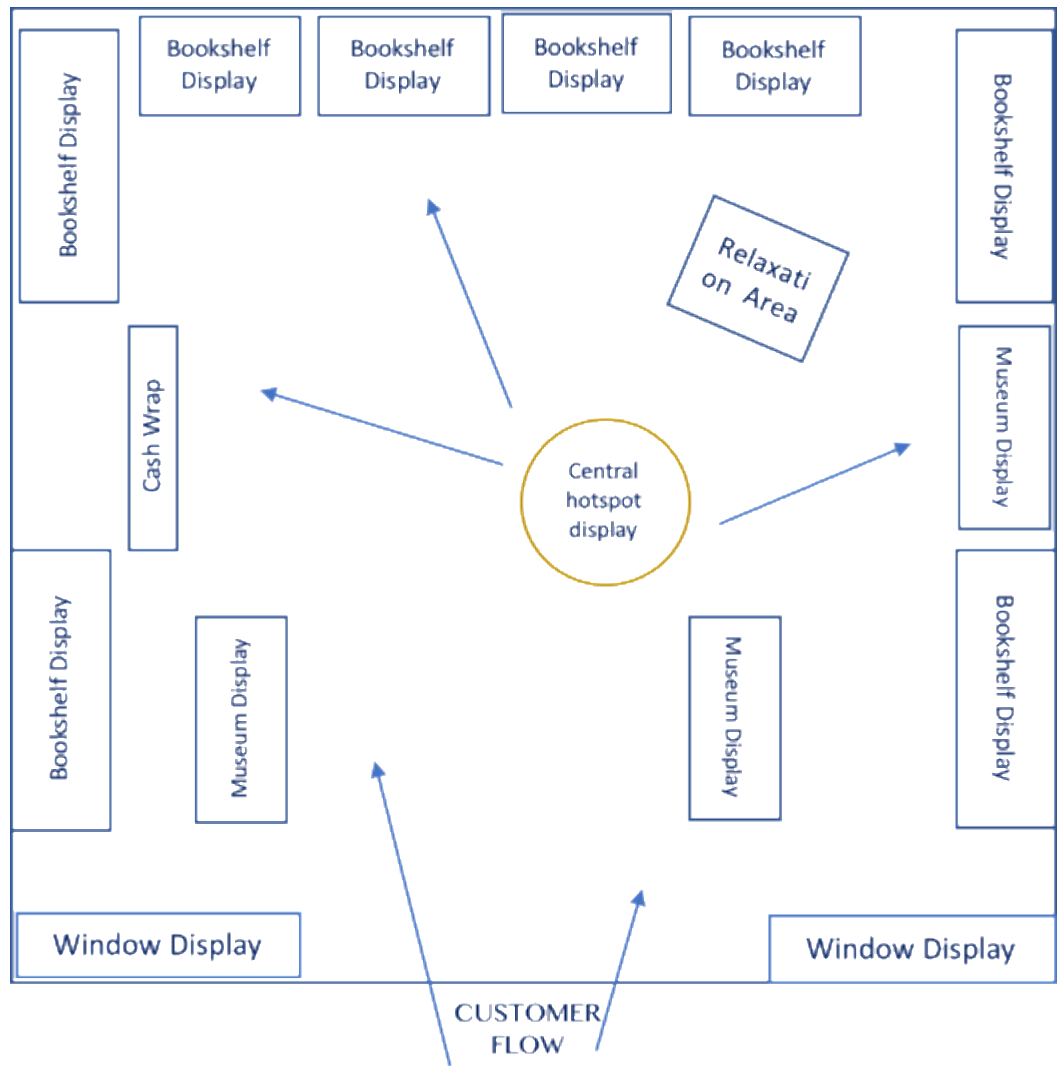 Bookshelf
Display
Bookshelf
Display
Bookshelf
Display
Bookshelf
Display
Bookshelf Display
Bookshelf Display
Relaxati
on Area
Cash Wrap
Museum Display
Central
hotspot
display
Bookshelf Display
Museum Display
Museum Display
Bookshelf Display
Window Display
Window Display
CUSTOMER
FLOW